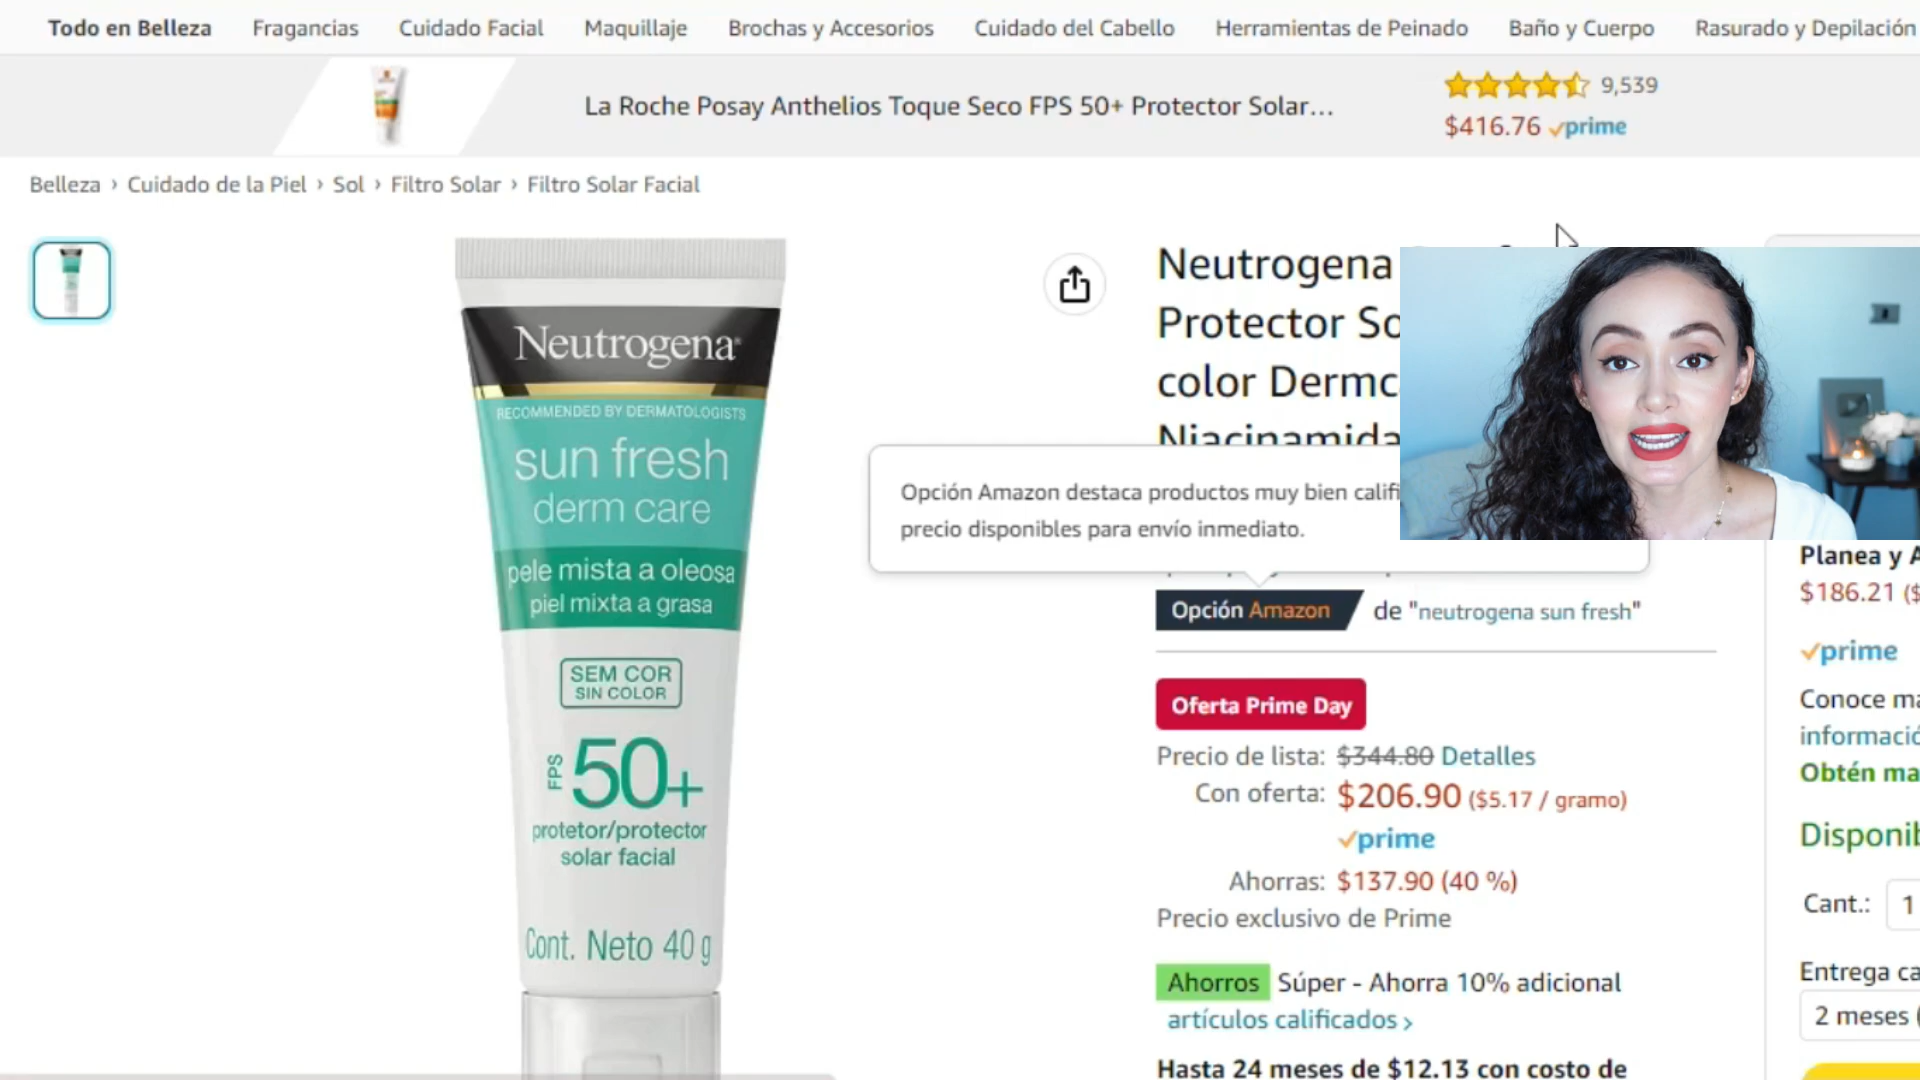 Todo en Belleza Fragancias Cuidado Facial Maquillaje Brochas y Accesorios Cuidado del Cabello Herramientas de Peinado Baño y Cuerpo Rasurado y Depilación
La Roche Posay Anthelios Toque Seco FPS 50+ Protector Solar...
9,539
$416.76 prime
Belleza › Cuidado de la Piel › Sol › Filtro Solar › Filtro Solar Facial
Neutrogena
RECOMMENDED BY DERMATOLOGISTS
sun fresh
derm care
pele mista a oleosa
piel mixta a grasa
SEM COR
SIN COLOR
FPS 50+
protetor/protector
solar facial
Cont. Neto 40 g
Neutrogena
Protector So
color Dermc
Niacinamida
Opción Amazon destaca productos muy bien califi
precio disponibles para envío inmediato.
Opción Amazon de "neutrogena sun fresh"
Oferta Prime Day
Precio de lista: $344.80 Detalles
Con oferta: $206.90 ($5.17 / gramo)
prime
Ahorras: $137.90 (40 %)
Precio exclusivo de Prime
Ahorros Súper - Ahorra 10% adicional
artículos calificados ›
Hasta 24 meses de $12.13 con costo de
Planea y A
$186.21 ($
prime
Conoce ma
informació
Obtén ma
Disponib
Cant.: 1
Entrega ca
2 meses (